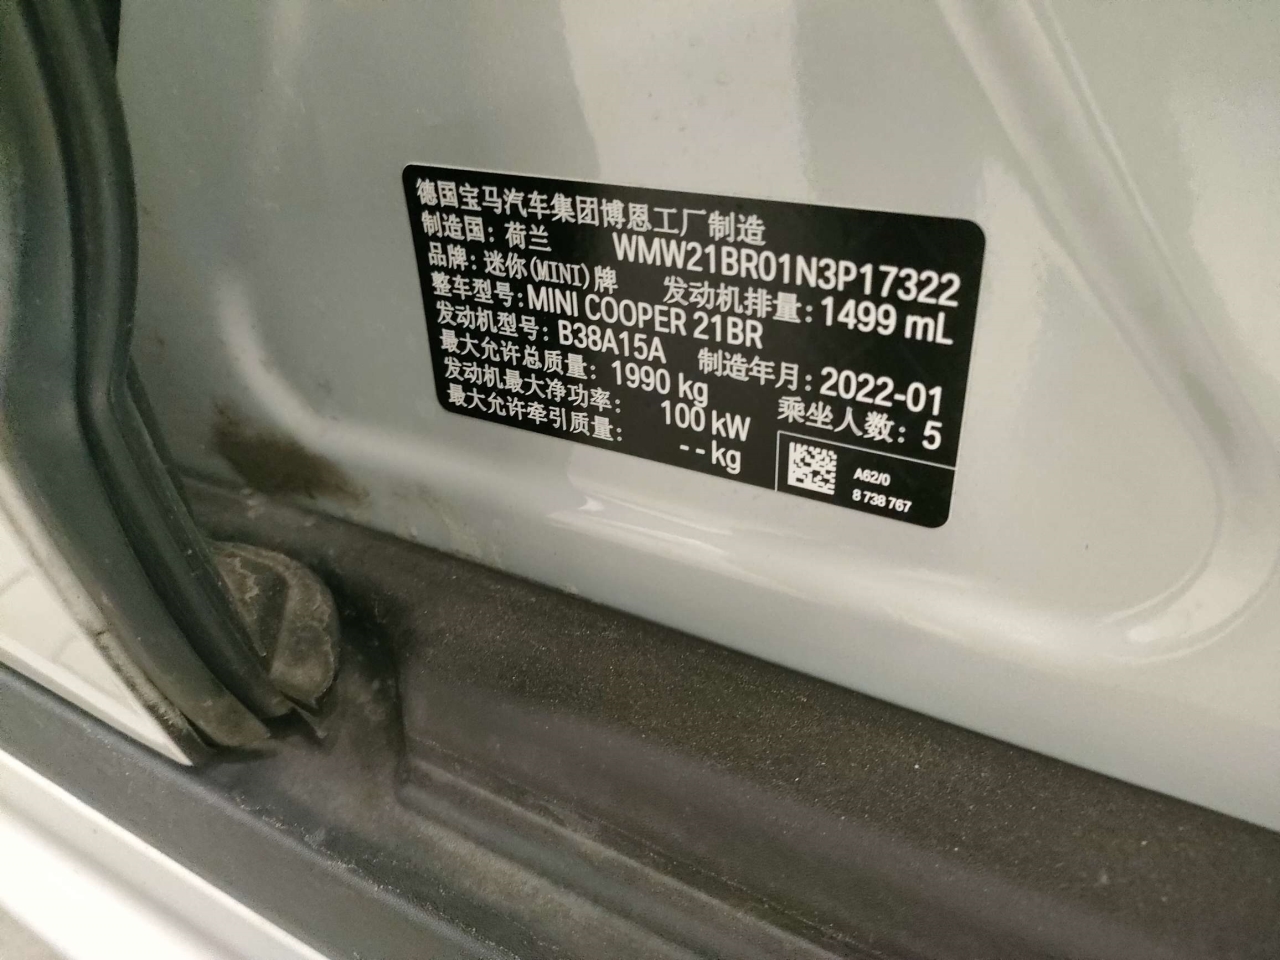 德国宝马汽车集团博恩工厂制造
制造国：荷兰 WMW21BR01N3P17322
品牌：迷你(MINI)牌 发动机排量：1499 mL
整车型号：MINI COOPER 21BR
发动机型号：B38A15A 制造年月：2022-01
最大允许总质量：1990 kg 乘坐人数：5
发动机最大净功率：100 kW
最大允许牵引质量：--kg
A62/0
8 738 767